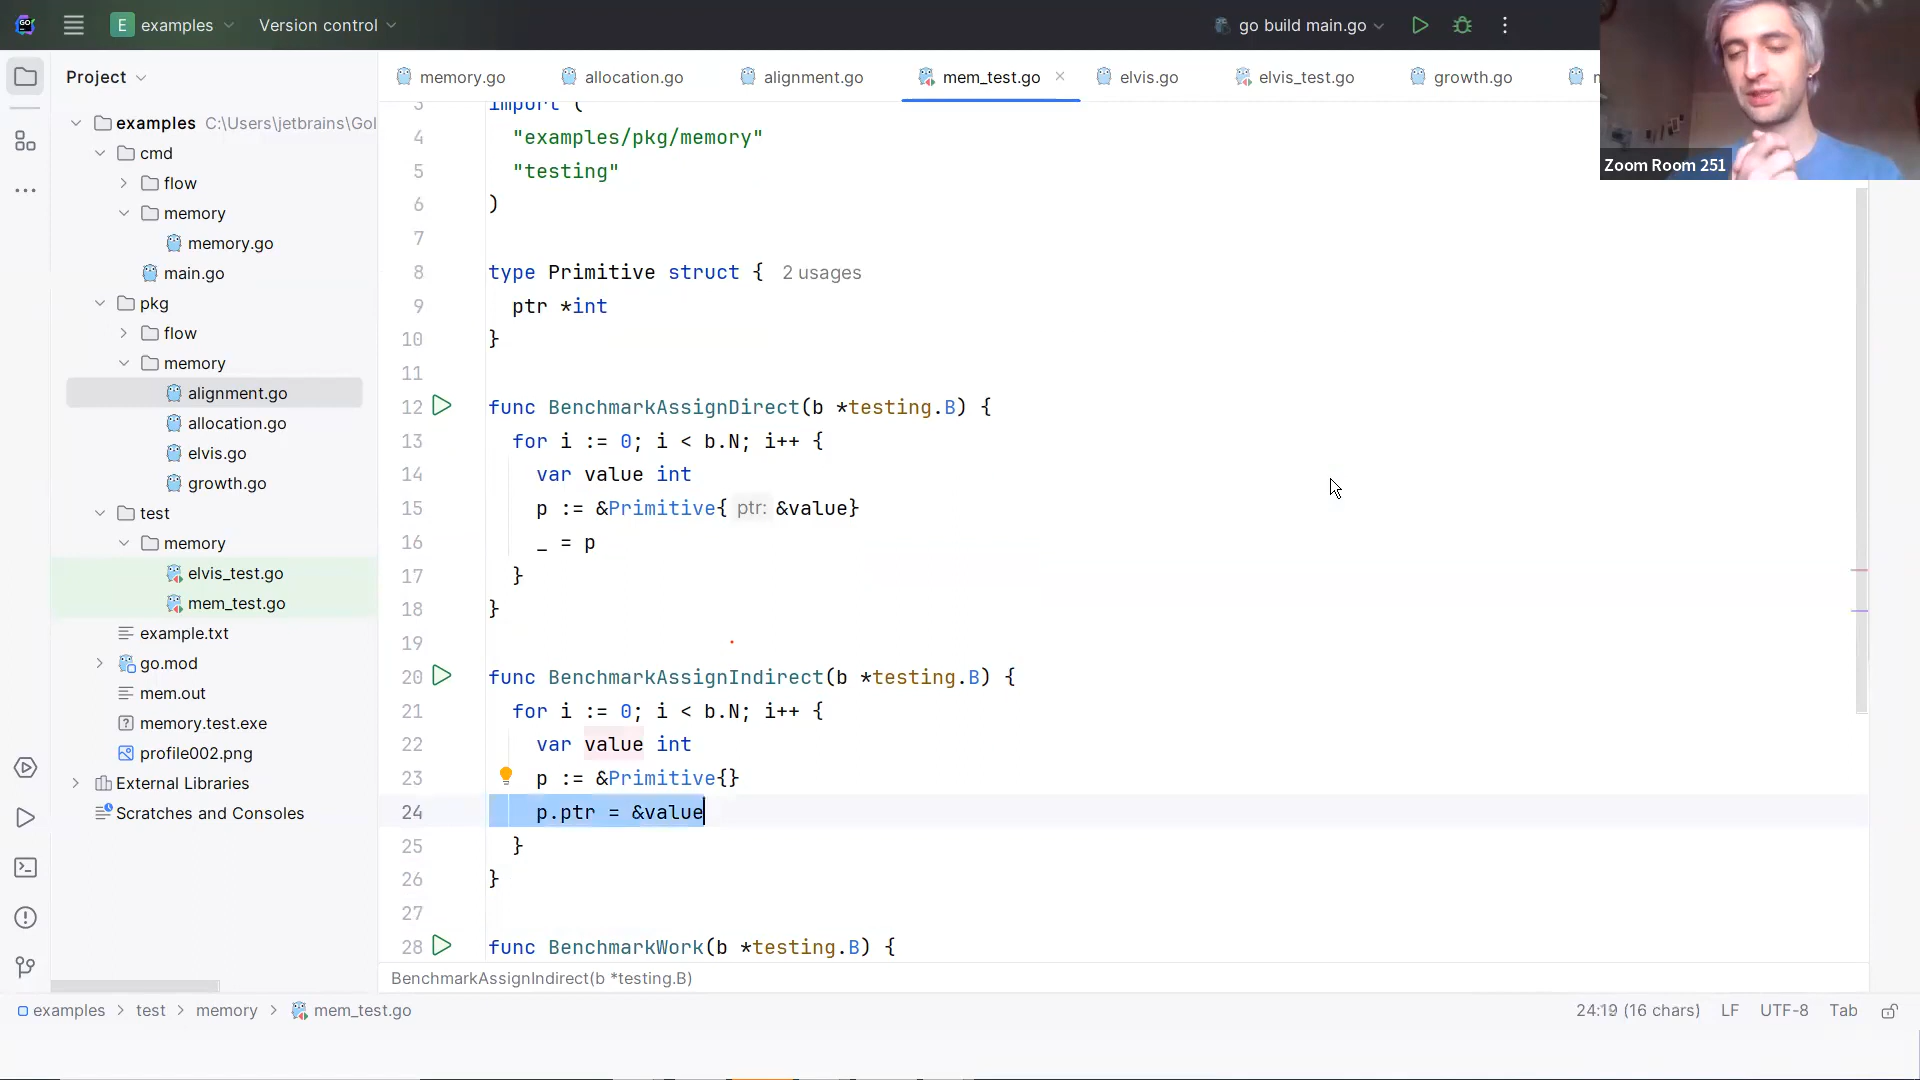 GO
E examples Version control go build main.go
Project
memory.go allocation.go alignment.go mem_test.go elvis.go elvis_test.go growth.go
Zoom Room 251
examples C:\Users\jetbrains\Gol
cmd
flow
memory
memory.go
main.go
pkg
flow
memory
alignment.go
allocation.go
elvis.go
growth.go
test
memory
elvis_test.go
mem_test.go
example.txt
go.mod
mem.out
memory.test.exe
profile002.png
External Libraries
Scratches and Consoles
3 import (
4 "examples/pkg/memory"
5 "testing"
6 )
7
8 type Primitive struct { 2 usages
9 ptr *int
10 }
11
12 func BenchmarkAssignDirect(b *testing.B) {
13 for i := 0; i < b.N; i++ {
14 var value int
15 p := &Primitive{ ptr: &value}
16 _ = p
17 }
18 }
19
20 func BenchmarkAssignIndirect(b *testing.B) {
21 for i := 0; i < b.N; i++ {
22 var value int
23 p := &Primitive{}
24 p.ptr = &value
25 }
26 }
27
28 func BenchmarkWork(b *testing.B) {
BenchmarkAssignIndirect(b *testing.B)
examples > test > memory > mem_test.go 24:19 (16 chars) LF UTF-8 Tab